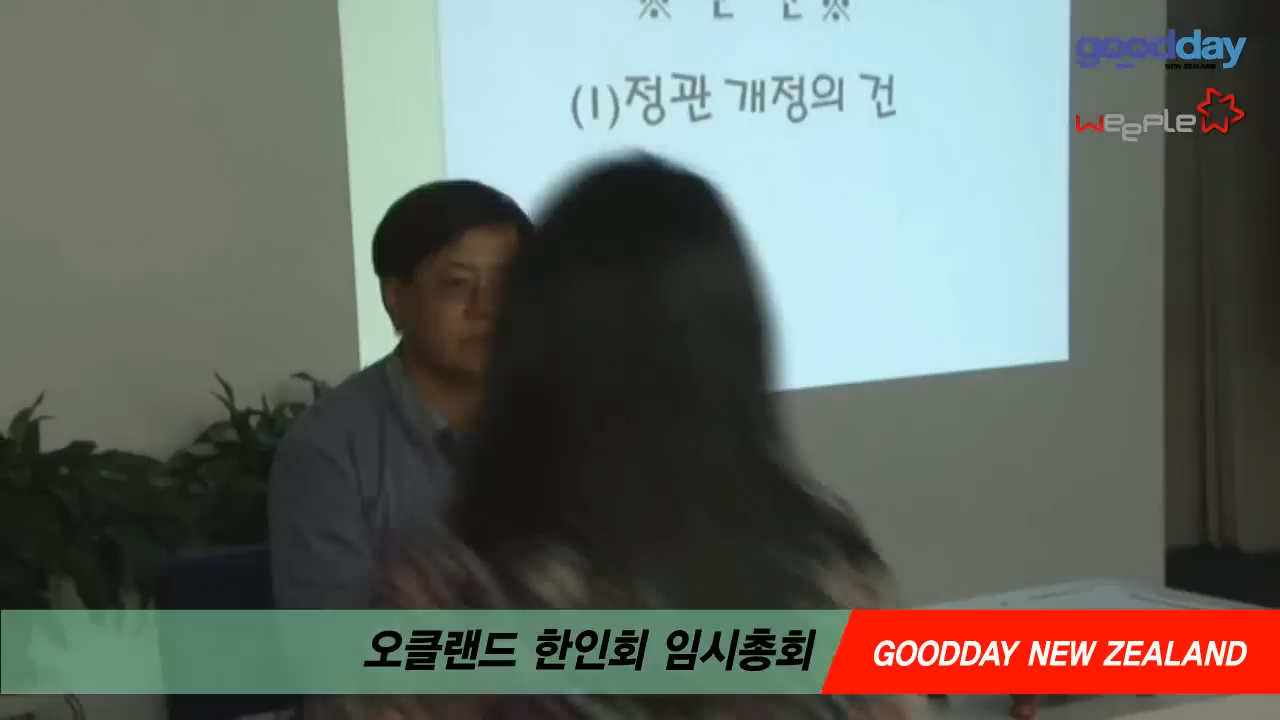 (1)정관 개정의 건
goodday
NEW ZEALAND
weeple
오클랜드 한인회 임시총회
GOODDAY NEW ZEALAND